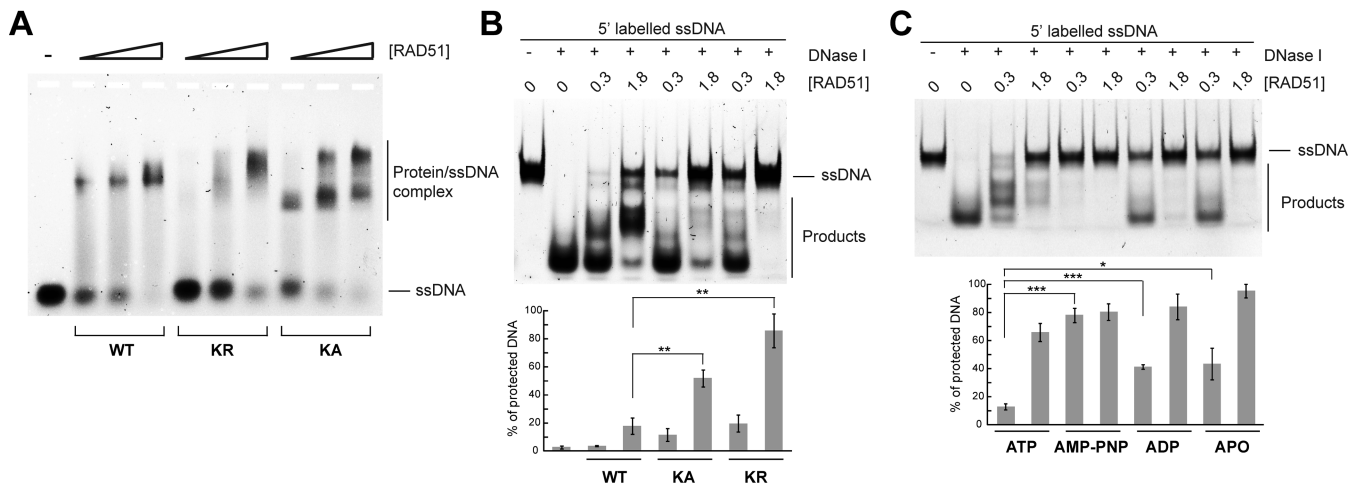 A
- [RAD51]
Protein/ssDNA
complex
ssDNA
WT KR KA
B
5’ labelled ssDNA
- + + + + + + + DNase I
0 0 0.3 1.8 0.3 1.8 0.3 1.8 [RAD51]
ssDNA
Products
% of protected DNA
100
80
60
40
20
0
**
**
WT KA KR
C
5’ labelled ssDNA
- + + + + + + + + DNase I
0 0 0.3 1.8 0.3 1.8 0.3 1.8 0.3 1.8 [RAD51]
ssDNA
Products
% of protected DNA
100
80
60
40
20
0
*
***
***
ATP AMP-PNP ADP APO